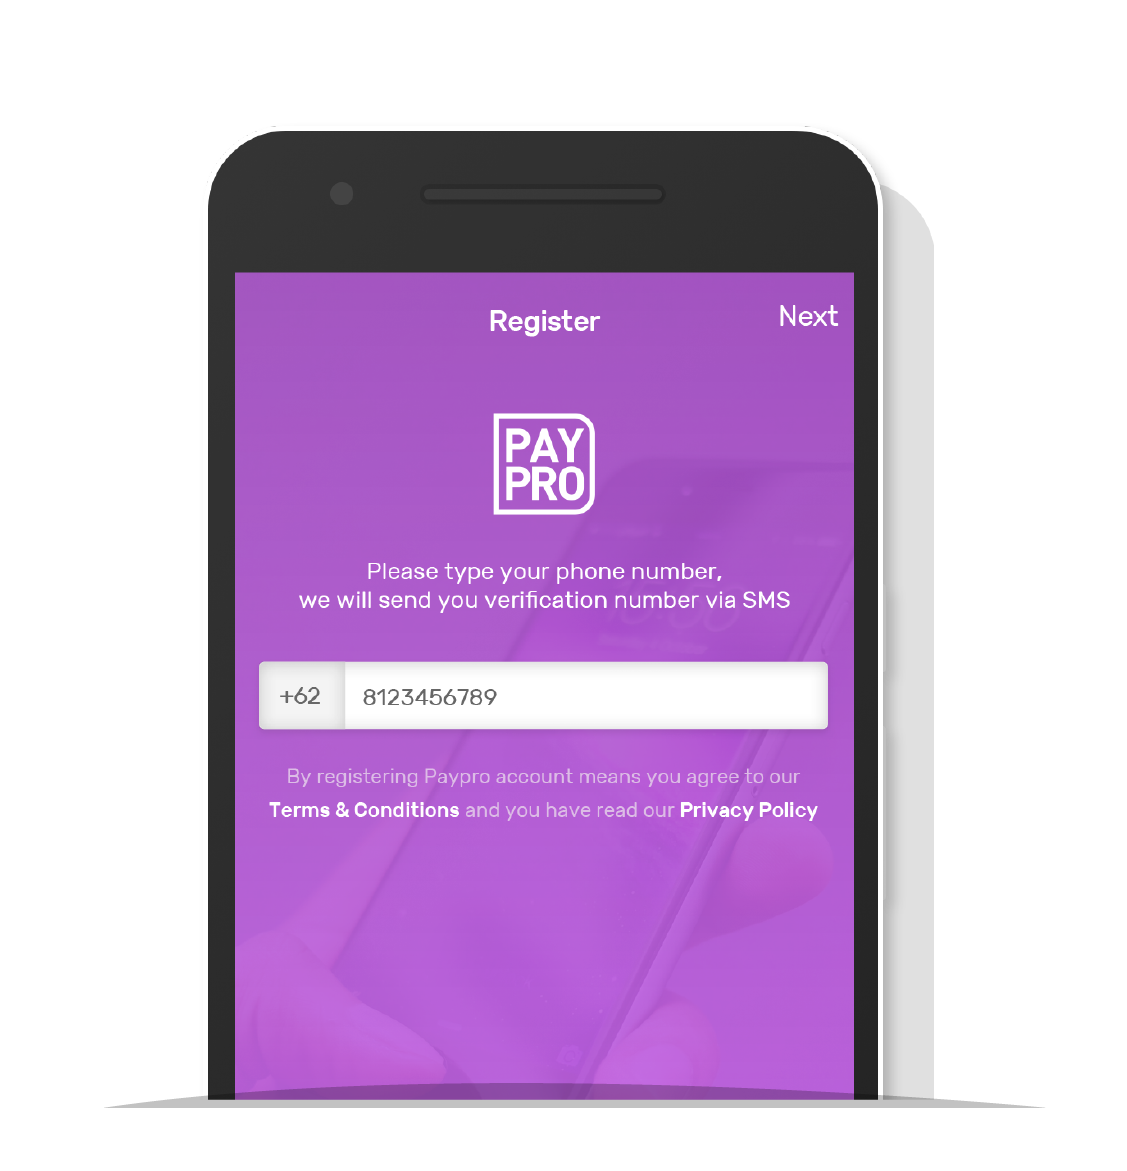 Register
Next
PAY
PRO
Please type your phone number,
we will send you verification number via SMS
+62 8123456789
By registering Paypro account means you agree to our
Terms & Conditions and you have read our Privacy Policy